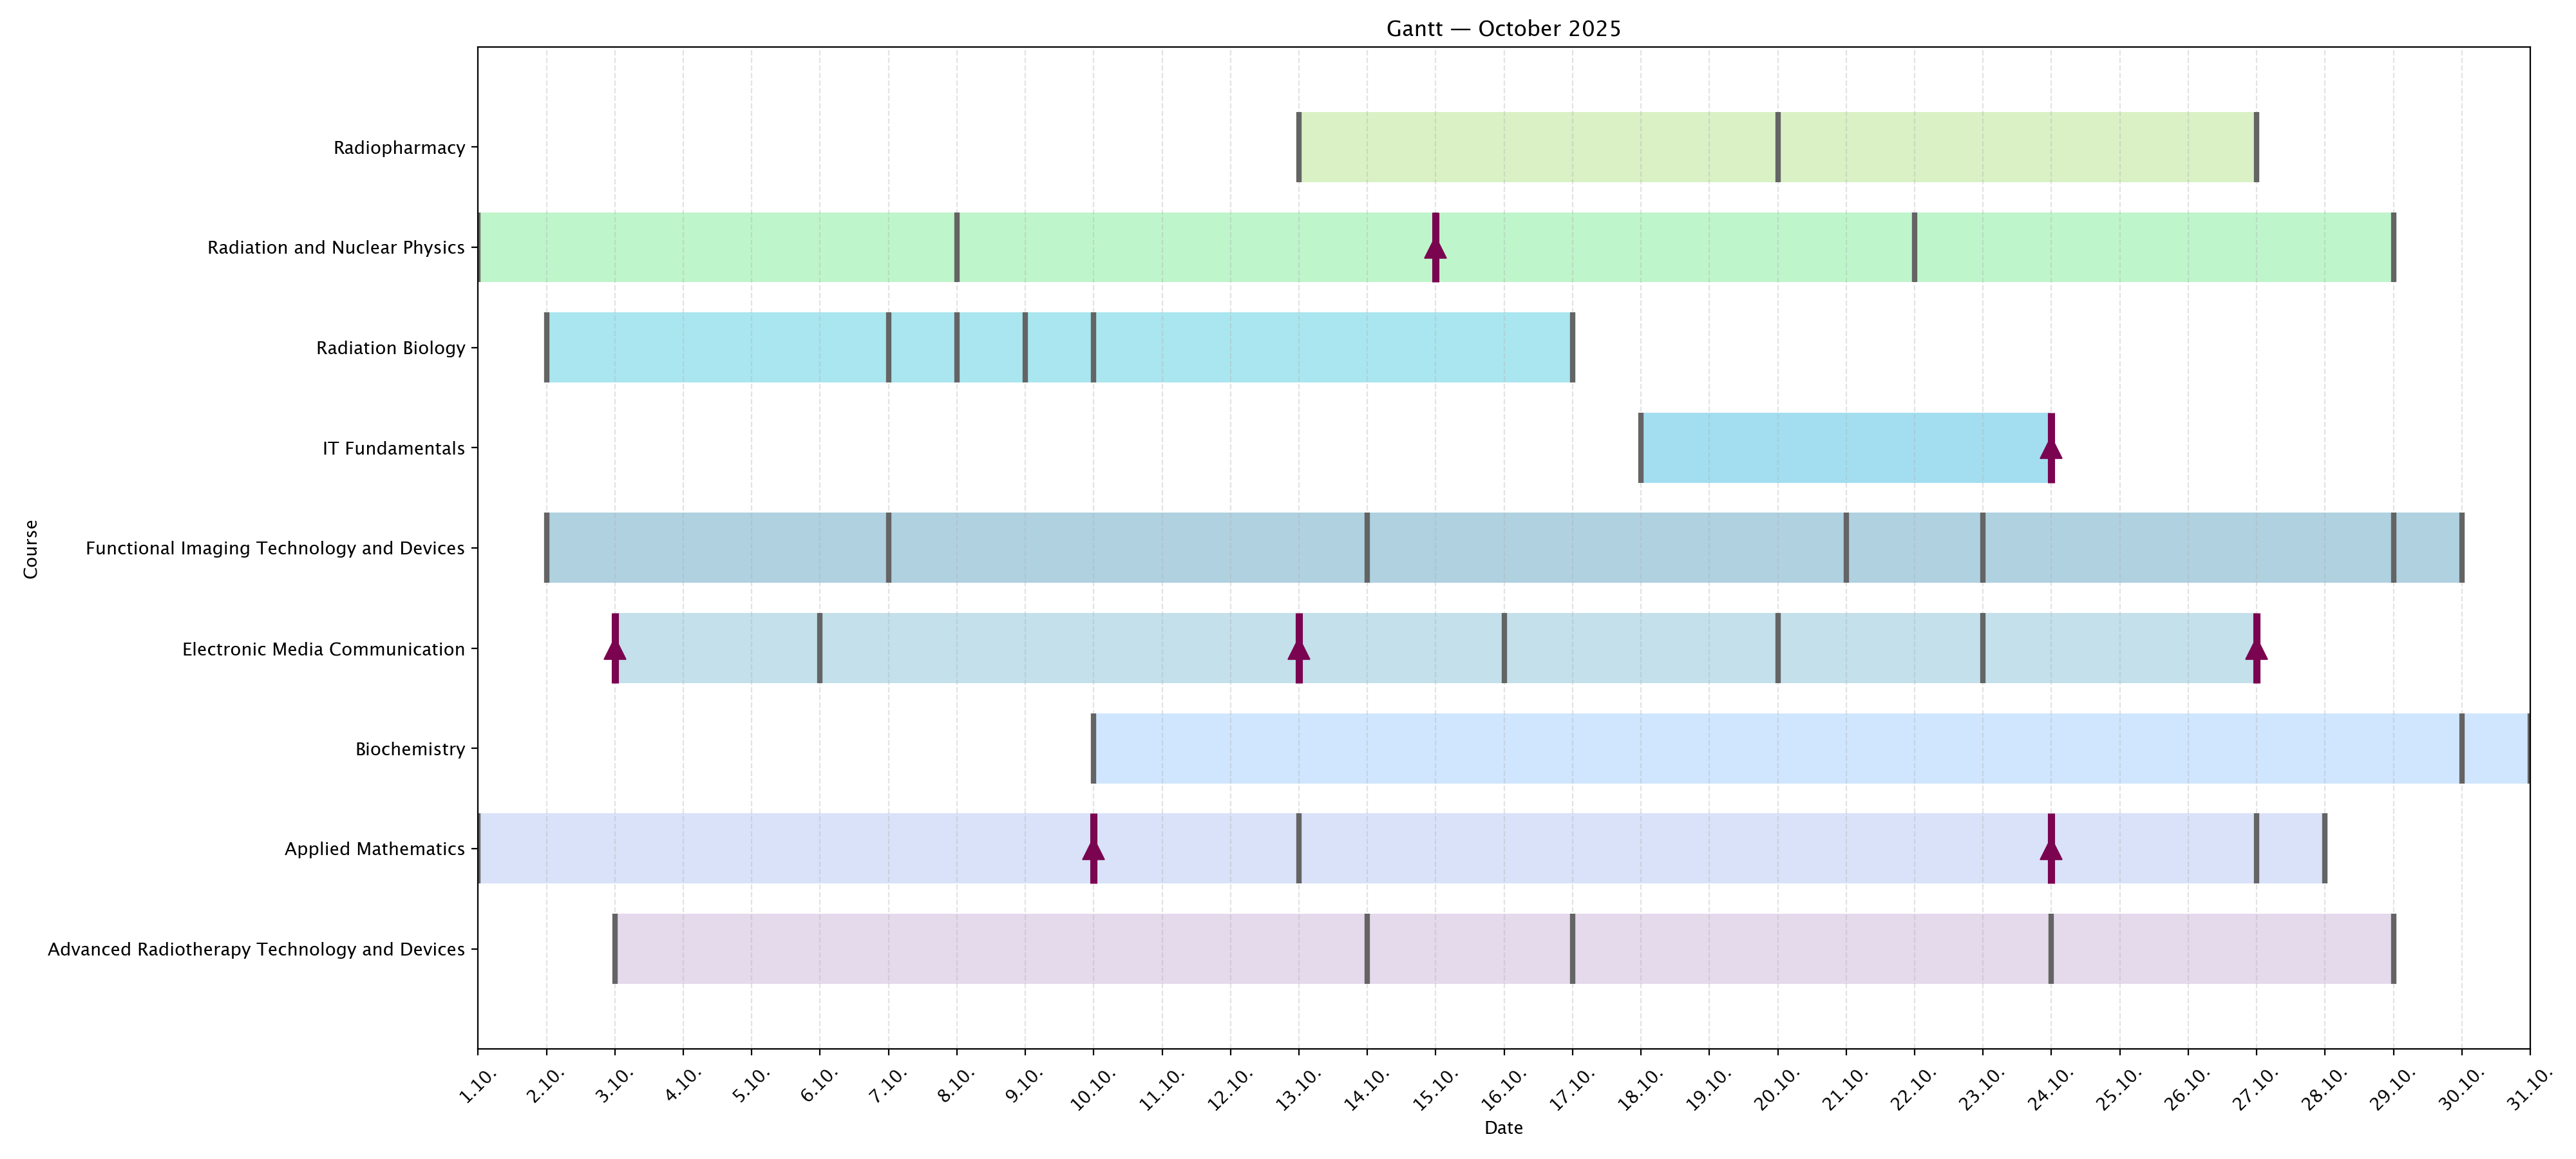 Gantt — October 2025
Radiopharmacy
Radiation and Nuclear Physics
Radiation Biology
IT Fundamentals
Functional Imaging Technology and Devices
Electronic Media Communication
Biochemistry
Applied Mathematics
Advanced Radiotherapy Technology and Devices
Course
1.10. 2.10. 3.10. 4.10. 5.10. 6.10. 7.10. 8.10. 9.10. 10.10. 11.10. 12.10. 13.10. 14.10. 15.10. 16.10. 17.10. 18.10. 19.10. 20.10. 21.10. 22.10. 23.10. 24.10. 25.10. 26.10. 27.10. 28.10. 29.10. 30.10. 31.10.
Date